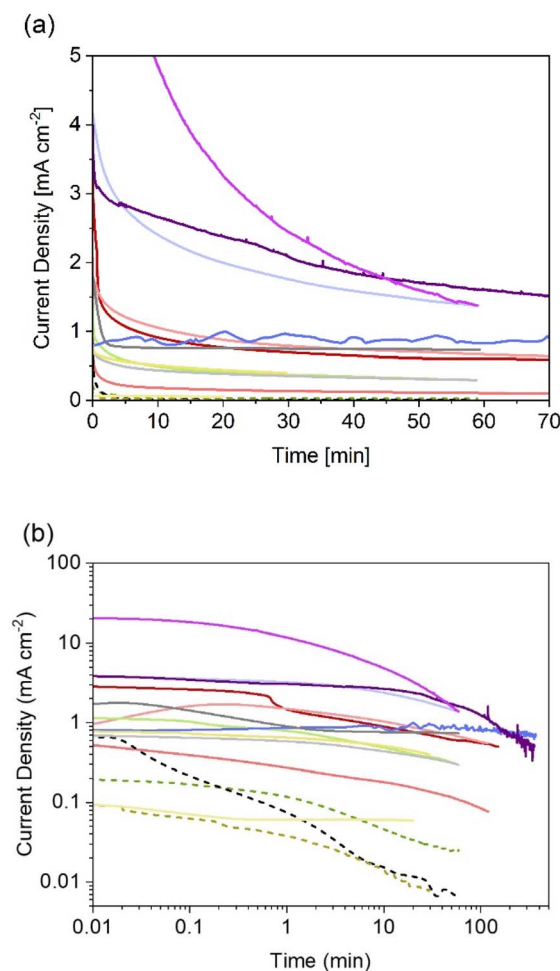 (a)
5
4
3
2
1
0
Current Density [mA cm⁻²]
0 10 20 30 40 50 60 70
Time [min]
(b)
100
10
1
0.1
0.01
Current Density (mA cm⁻²)
0.01 0.1 1 10 100
Time (min)